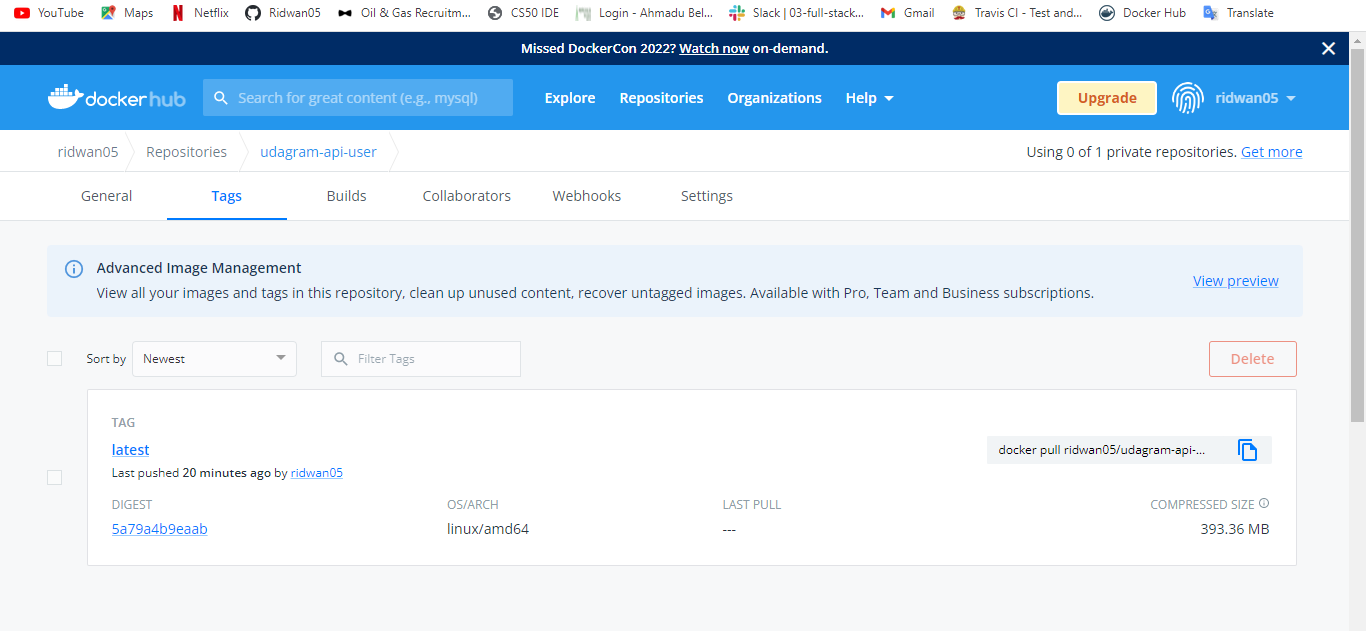 YouTube Maps Netflix Ridwan05 Oil & Gas Recruitm... CS50 IDE Login - Ahmadu Bel... Slack | 03-full-stack... Gmail Travis CI - Test and... Docker Hub Translate
Missed DockerCon 2022? Watch now on-demand.
docker hub Search for great content (e.g., mysql) Explore Repositories Organizations Help Upgrade ridwan05
ridwan05 Repositories udagram-api-user Using 0 of 1 private repositories. Get more
General Tags Builds Collaborators Webhooks Settings
Advanced Image Management
View all your images and tags in this repository, clean up unused content, recover untagged images. Available with Pro, Team and Business subscriptions. View preview
Sort by Newest Filter Tags Delete
TAG
latest docker pull ridwan05/udagram-api-...
Last pushed 20 minutes ago by ridwan05
DIGEST OS/ARCH LAST PULL COMPRESSED SIZE
5a79a4b9eaab linux/amd64 --- 393.36 MB